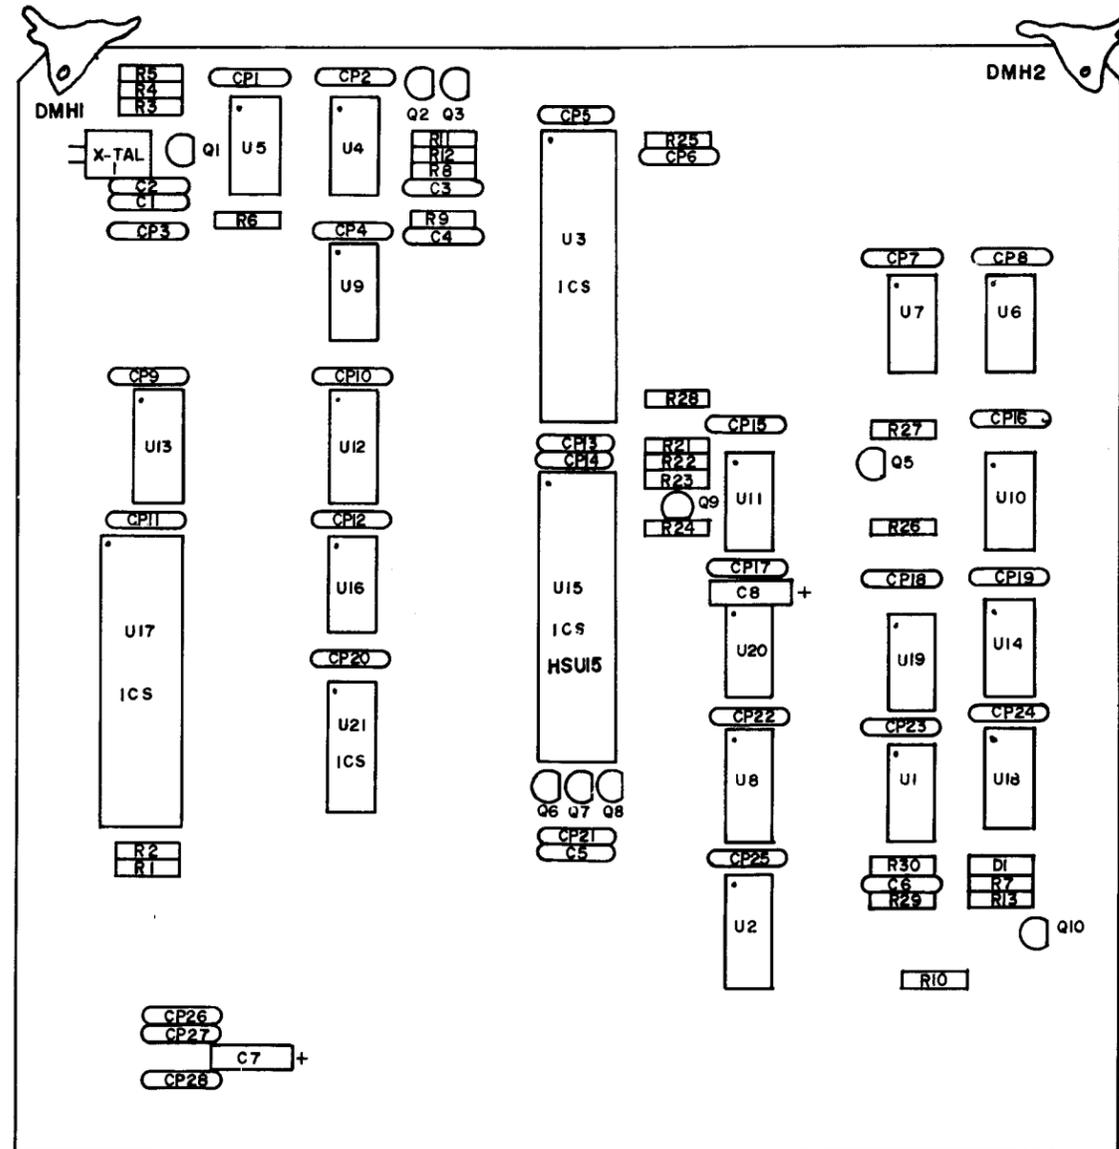 DMH1
DMH2
R5
R4
R3
CP1
CP2
Q2
Q3
CP5
X-TAL
1
Q1
U5
U4
R11
R12
R8
C3
R25
CP6
C2
C1
CP3
R6
CP4
R9
C4
U3
ICS
U9
CP7
CP8
U7
U6
CP9
CP10
R28
CP15
R27
CP16
U13
U12
CP13
CP14
R21
R22
R23
Q9
R24
U11
Q5
U10
R26
CP11
CP12
U17
ICS
U16
U15
ICS
HSU15
CP17
C8 +
U20
CP18
CP19
U19
U14
CP20
U21
ICS
CP22
CP23
CP24
U8
U1
U18
Q6
Q7
Q8
CP21
C5
R2
R1
CP25
U2
R30
C6
R29
D1
R7
R13
Q10
R10
CP26
CP27
C7 +
CP28